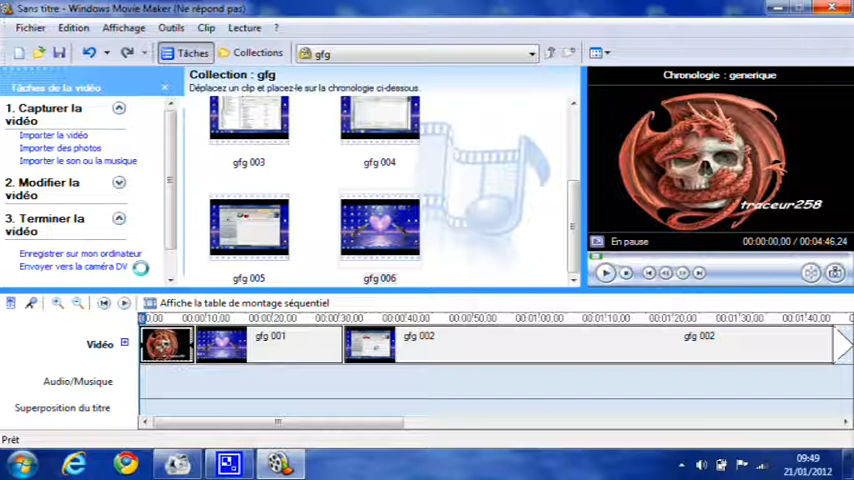 Sans titre - Windows Movie Maker (Ne répond pas)
Fichier Edition Affichage Outils Clip Lecture ?
Tâches Collections gfg
Tâches de la vidéo
1. Capturer la
vidéo
Importer la vidéo
Importer des photos
Importer le son ou la musique
2. Modifier la
vidéo
3. Terminer la
vidéo
Enregistrer sur mon ordinateur
Envoyer vers la caméra DV
Collection : gfg
Déplacez un clip et placez-le sur la chronologie ci-dessous.
gfg 003 gfg 004
gfg 005 gfg 006
Chronologie : generique
traceur258
En pause 00:00:00,00 / 00:04:46,24
Affiche la table de montage séquentiel
0,00 00:00:10,00 00:00:20,00 00:00:30,00 00:00:40,00 00:00:50,00 00:01:00,00 00:01:10,00 00:01:20,00 00:01:30,00 00:01:40,00
Vidéo gfg 001 gfg 002 gfg 002
Audio/Musique
Superposition du titre
Prêt
09:49
21/01/2012